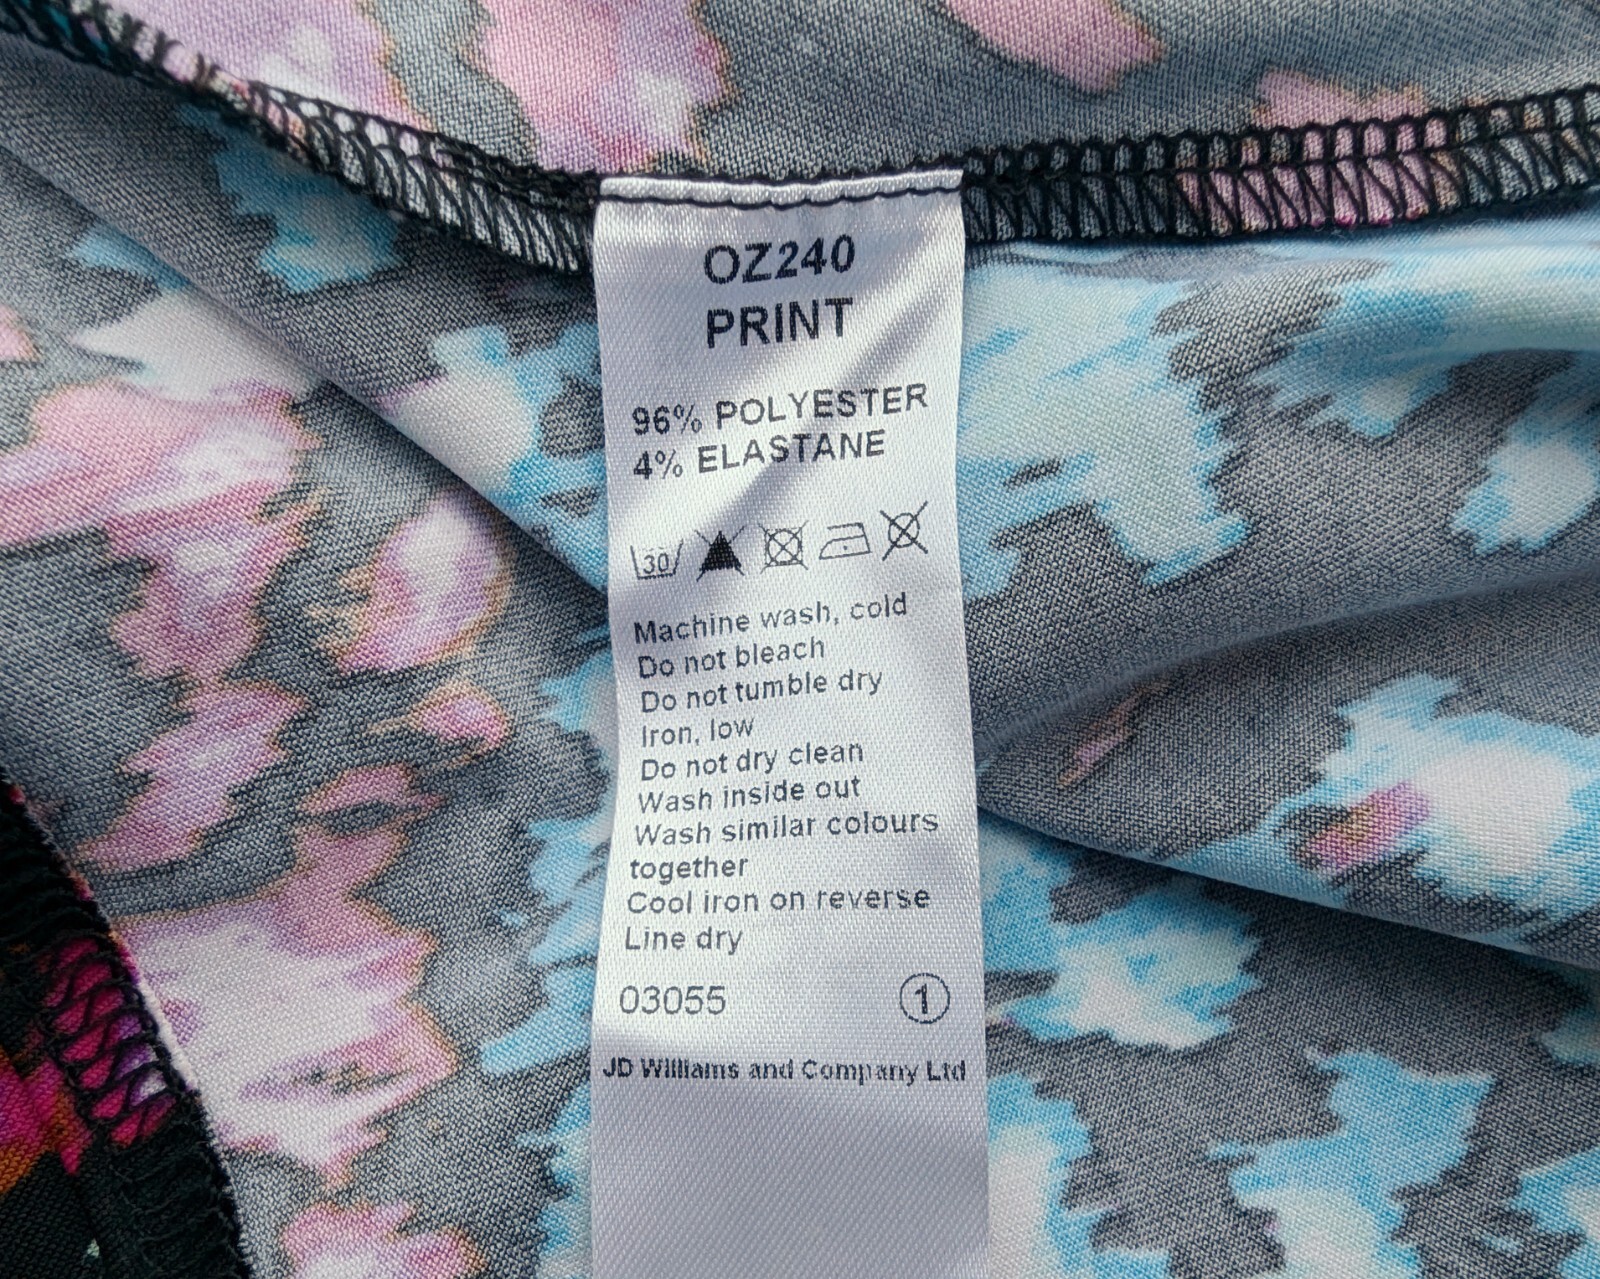 OZ240
PRINT
96% POLYESTER
4% ELASTANE
30
Machine wash, cold
Do not bleach
Do not tumble dry
Iron, low
Do not dry clean
Wash inside out
Wash similar colours
together
Cool iron on reverse
Line dry
03055 1
JD Williams and Company Ltd